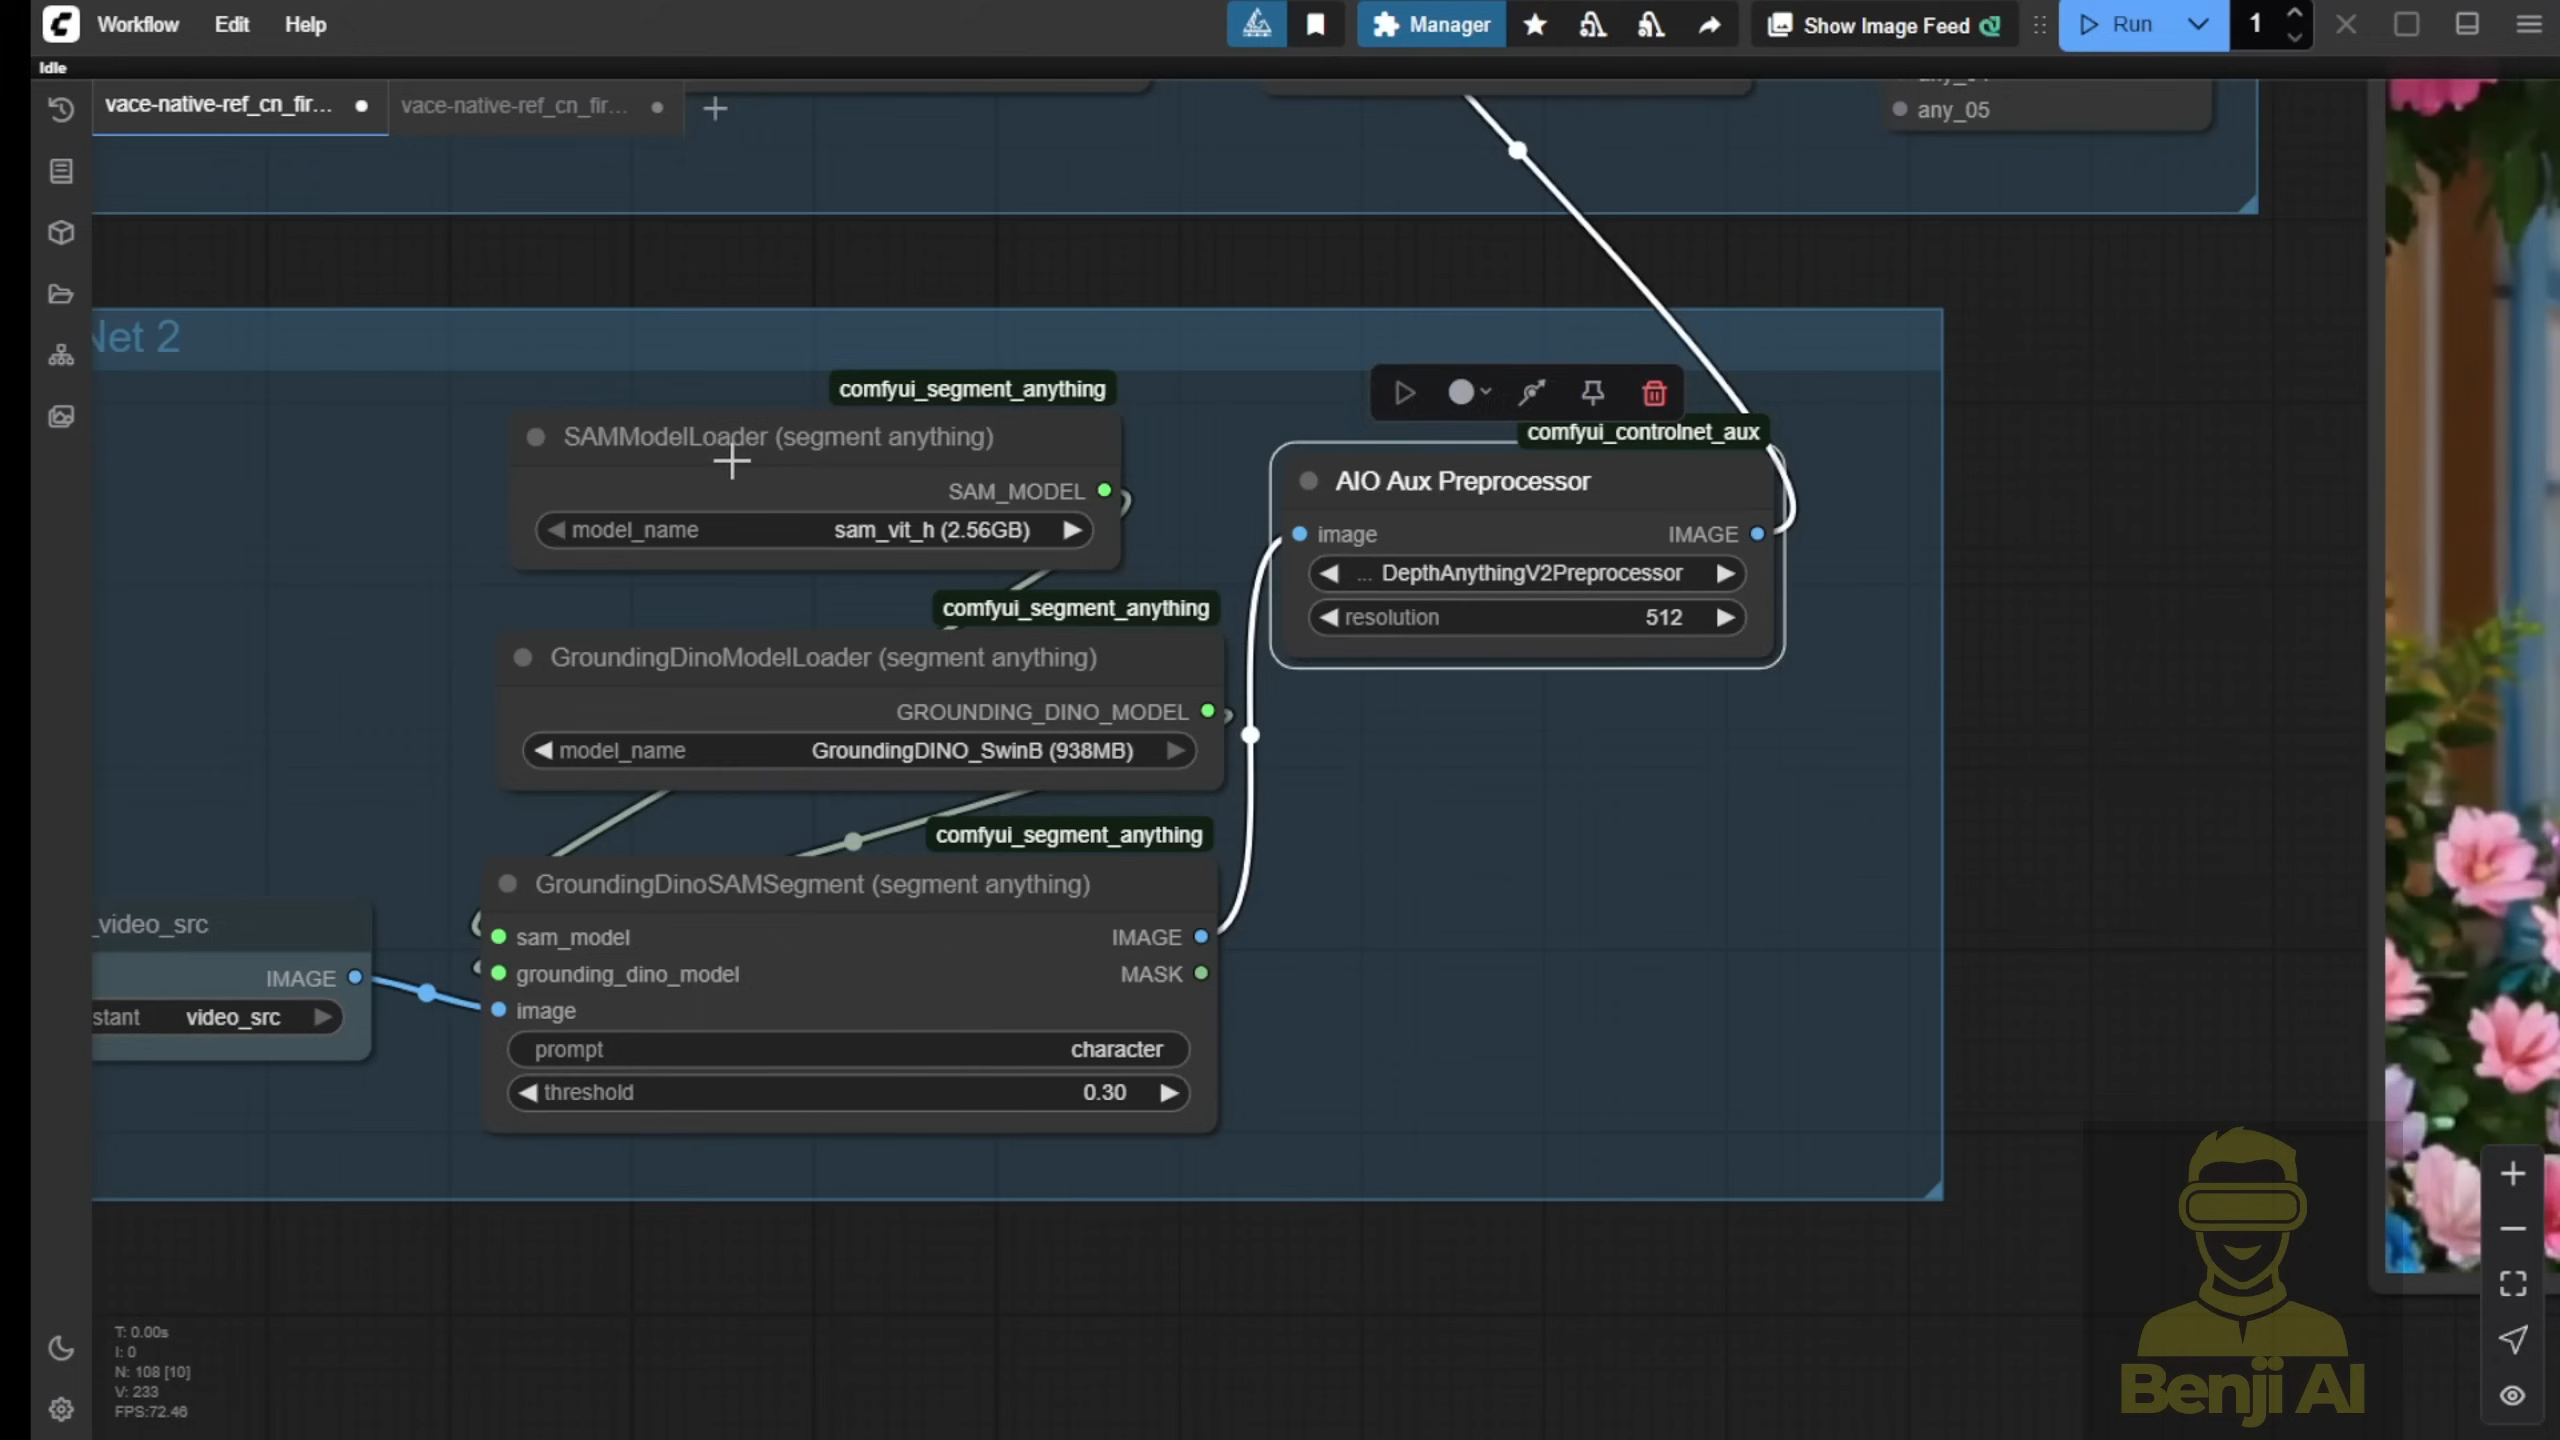 Workflow Edit Help
Manager
Show Image Feed
Run
1
Idle
vace-native-ref_cn_fir...
vace-native-ref_cn_fir...
any_05
Net 2
comfyui_segment_anything
SAMModelLoader (segment anything)
SAM_MODEL
model_name sam_vit_h (2.56GB)
comfyui_controlnet_aux
AIO Aux Preprocessor
image IMAGE
... DepthAnythingV2Preprocessor
resolution 512
comfyui_segment_anything
GroundingDinoModelLoader (segment anything)
GROUNDING_DINO_MODEL
model_name GroundingDINO_SwinB (938MB)
comfyui_segment_anything
GroundingDinoSAMSegment (segment anything)
sam_model IMAGE
grounding_dino_model MASK
image
prompt character
threshold 0.30
_video_src
IMAGE
stant video_src
T: 0.00s
I: 0
N: 108 [10]
V: 233
FPS:72.46
Benji AI